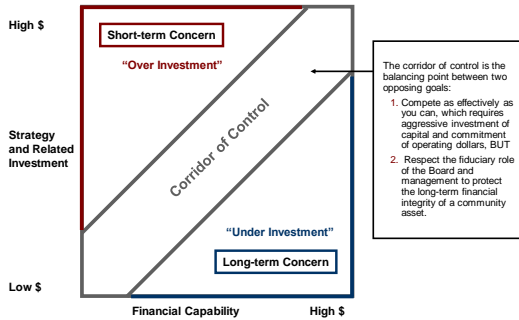 High $
Short-term Concern
“Over Investment”
Strategy
and Related
Investment
Corridor of Control
The corridor of control is the
balancing point between two
opposing goals:
1. Compete as effectively as
you can, which requires
aggressive investment of
capital and commitment
of operating dollars, BUT
2. Respect the fiduciary role
of the Board and
management to protect
the long-term financial
integrity of a community
asset.
“Under Investment”
Long-term Concern
Low $
Financial Capability
High $